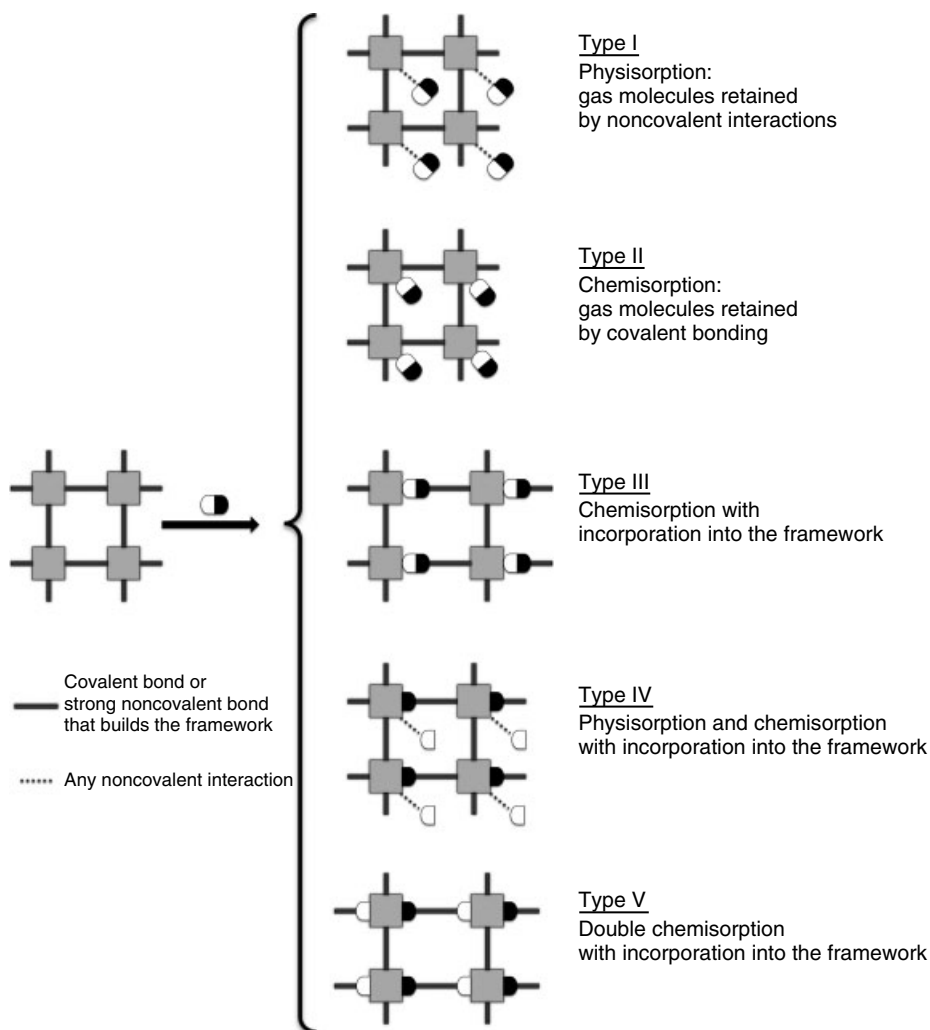 Type I
Physisorption:
gas molecules retained
by noncovalent interactions
Type II
Chemisorption:
gas molecules retained
by covalent bonding
Type III
Chemisorption with
incorporation into the framework
Covalent bond or
strong noncovalent bond
that builds the framework
Any noncovalent interaction
Type IV
Physisorption and chemisorption
with incorporation into the framework
Type V
Double chemisorption
with incorporation into the framework